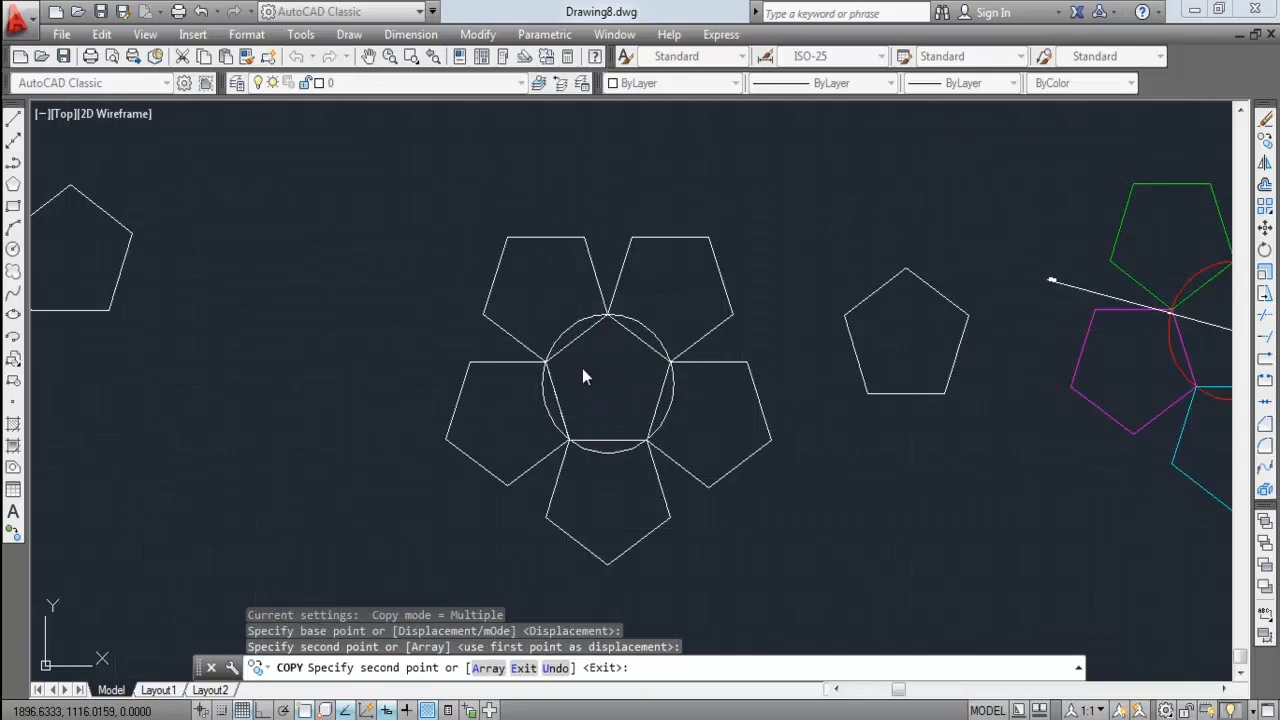 AutoCAD Classic
Drawing8.dwg
Type a keyword or phrase
Sign In
File Edit View Insert Format Tools Draw Dimension Modify Parametric Window Help Express
Standard ISO-25 Standard Standard
AutoCAD Classic 0 ByLayer ByLayer ByLayer ByColor
[−][Top][2D Wireframe]
A
Y
X
Current settings: Copy mode = Multiple
Specify base point or [Displacement/mOde] <Displacement>:
Specify second point or [Array] <use first point as displacement>:
COPY Specify second point or [Array Exit Undo] <Exit>:
Model Layout1 Layout2
1896.6333, 1116.0159, 0.0000 MODEL 1:1